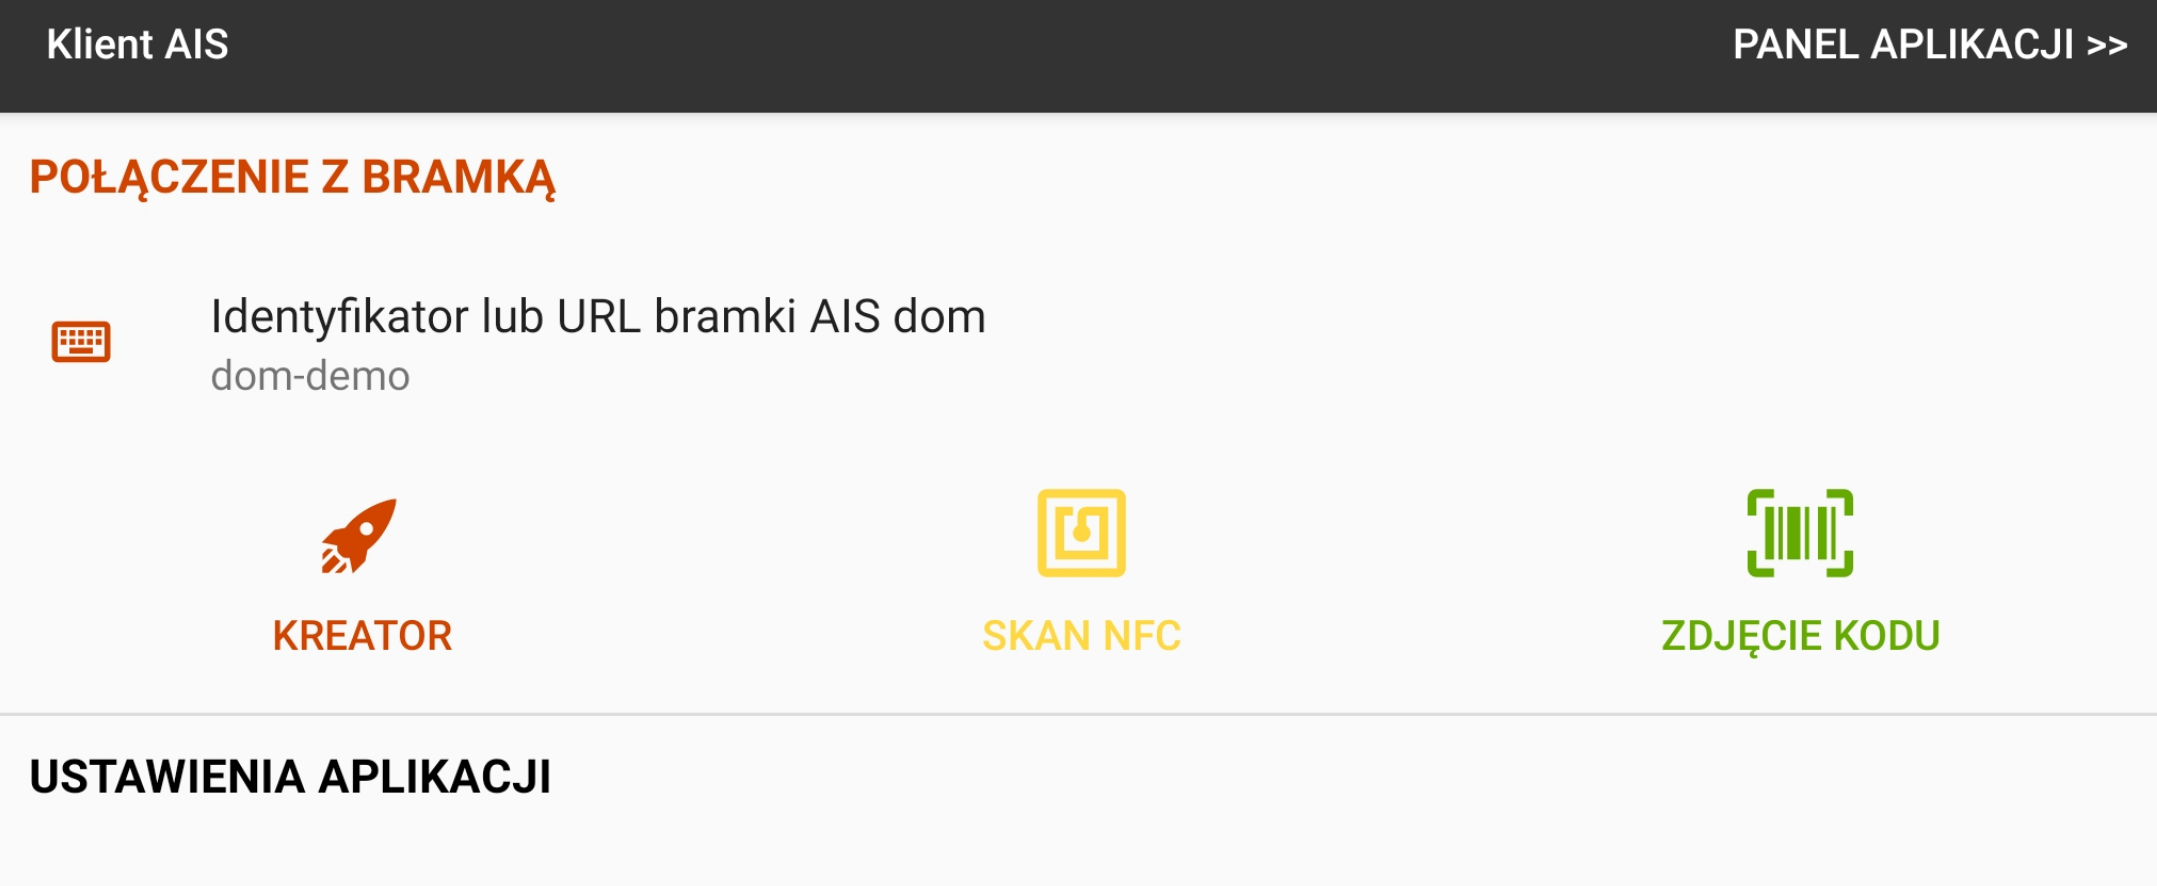 Klient AIS
PANEL APLIKACJI >>
POŁĄCZENIE Z BRAMKĄ
Identyfikator lub URL bramki AIS dom
dom-demo
KREATOR
SKAN NFC
ZDJĘCIE KODU
USTAWIENIA APLIKACJI